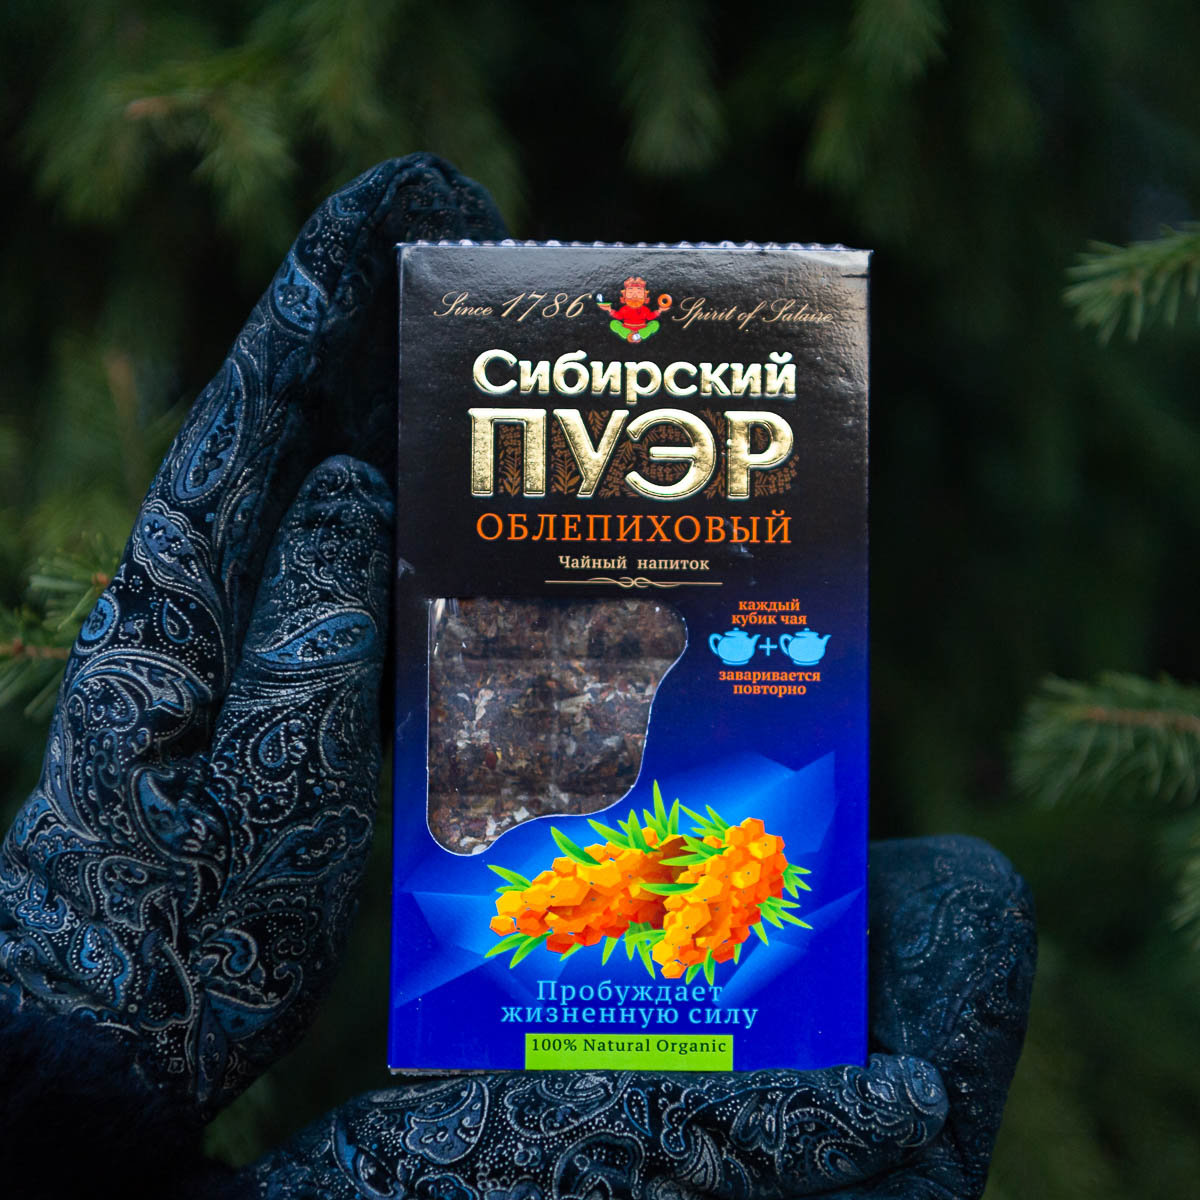 Since 1786 Spirit of Salaire
Сибирский
ПУЭР
ОБЛЕПИХОВЫЙ
Чайный напиток
каждый
кубик чая
+
заваривается
повторно
Пробуждает
жизненную силу
100% Natural Organic